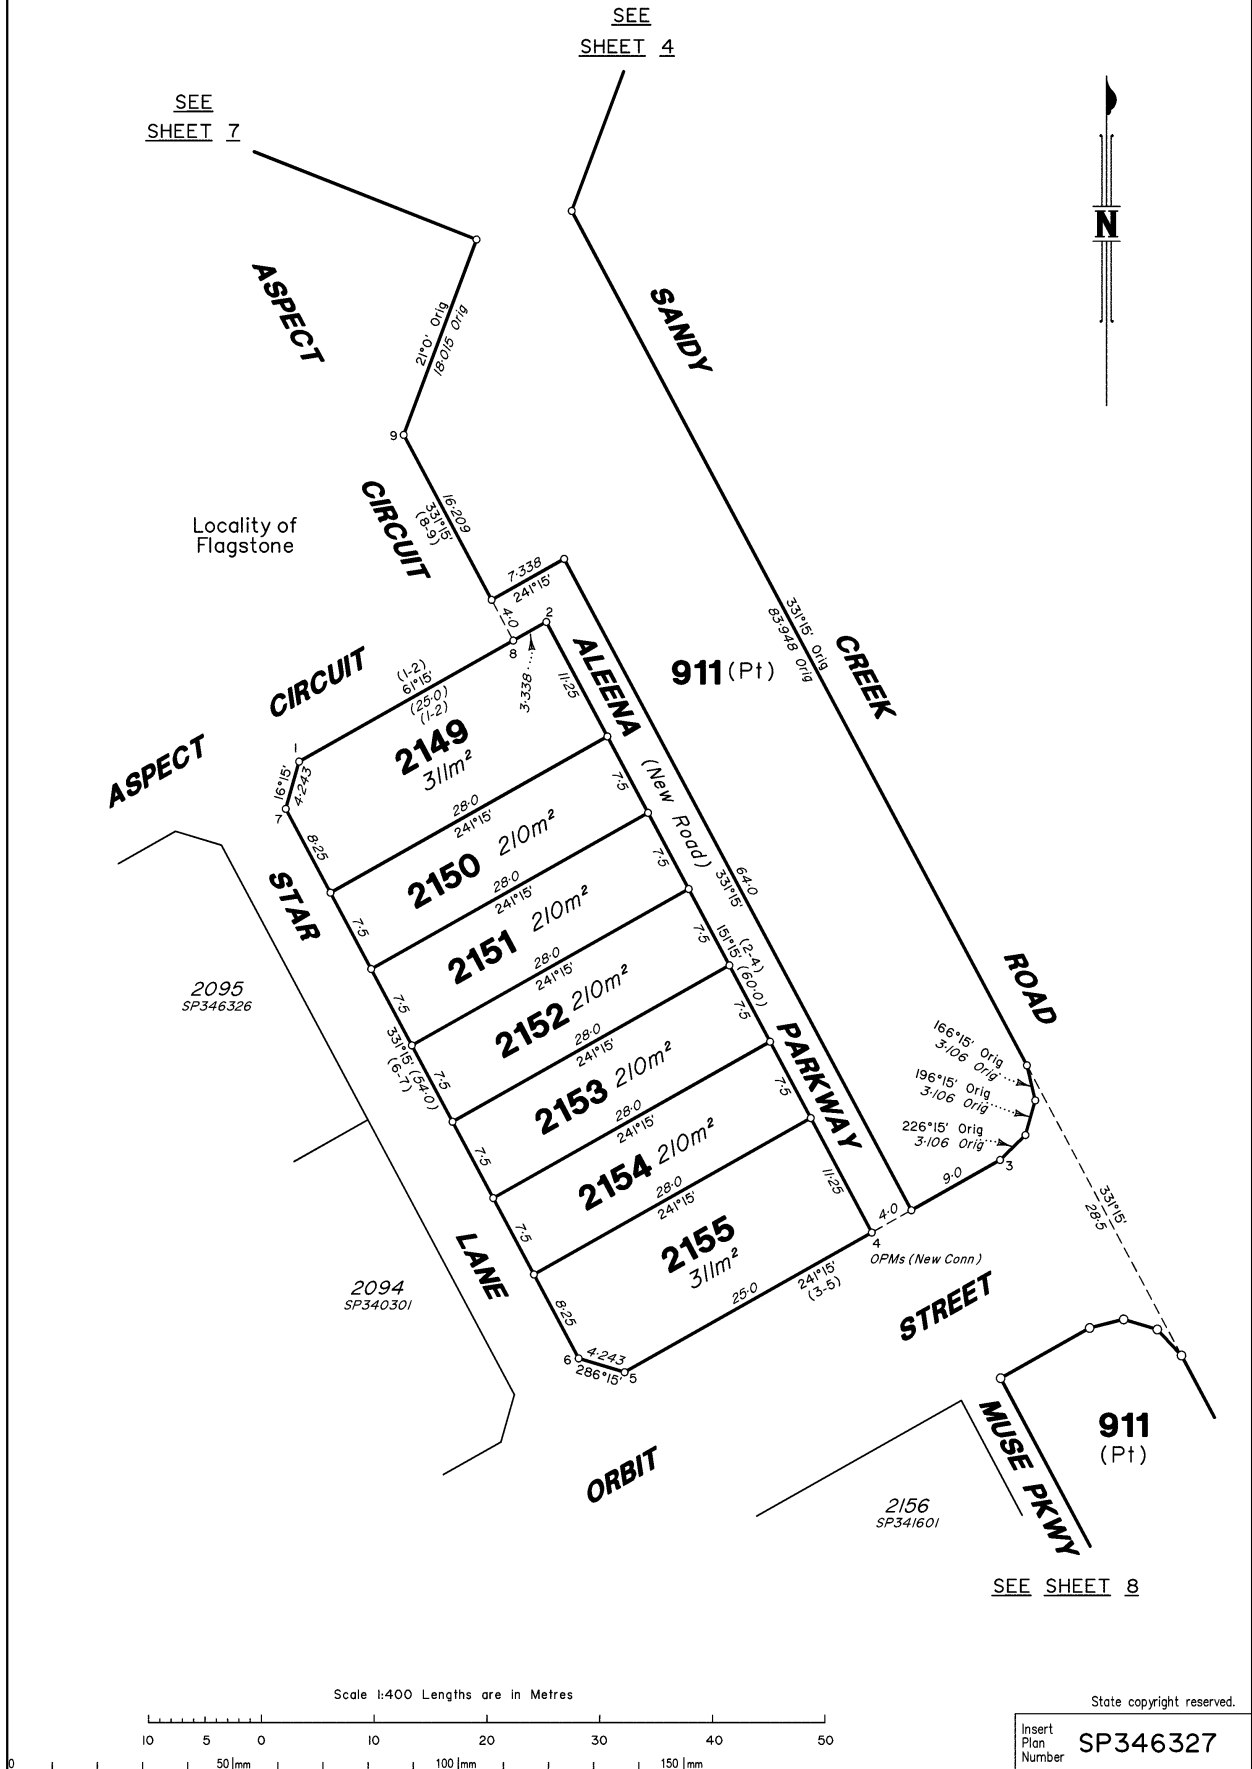 SEE
SHEET 4
SEE
SHEET 7
N
ASPECT
SANDY
21°0' Orig
18·015 Orig
9
CIRCUIT
16·209
331°15'
(8-9)
Locality of
Flagstone
7·338
241°15'
4·0
2
8
3·338
331°15' Orig
83·948 Orig
CREEK
911 (Pt)
ALEENA
(New Road)
CIRCUIT
(1-2)
61°15'
(25·0)
(1-2)
11·25
2149
311m²
ASPECT
1
16°15'
4·243
7
8·25
28·0
241°15'
7·5
2150 210m²
STAR
28·0
241°15'
7·5
7·5
64·0
331°15'
2151 210m²
28·0
241°15'
7·5
7·5
151°15'
(2-4)
(60·0)
ROAD
2095
SP346326
2152 210m²
28·0
241°15'
331°15' (54·0)
(6-7)
7·5
7·5
PARKWAY
166°15' Orig
3·106 Orig
196°15' Orig
3·106 Orig
226°15' Orig
3·106 Orig
3
2153 210m²
28·0
241°15'
7·5
7·5
2154 210m²
28·0
241°15'
7·5
11·25
9·0
4·0
4
331°15'
28·5
2155
311m²
LANE
OPMs (New Conn)
2094
SP340301
8·25
25·0
241°15'
(3-5)
STREET
6
4·243
286°15'
5
MUSE PKWY
911
(Pt)
ORBIT
2156
SP341601
SEE SHEET 8
Scale 1:400 Lengths are in Metres
State copyright reserved.
10 5 0 10 20 30 40 50
Insert
Plan
Number
SP346327
0 50 mm 100 mm 150 mm